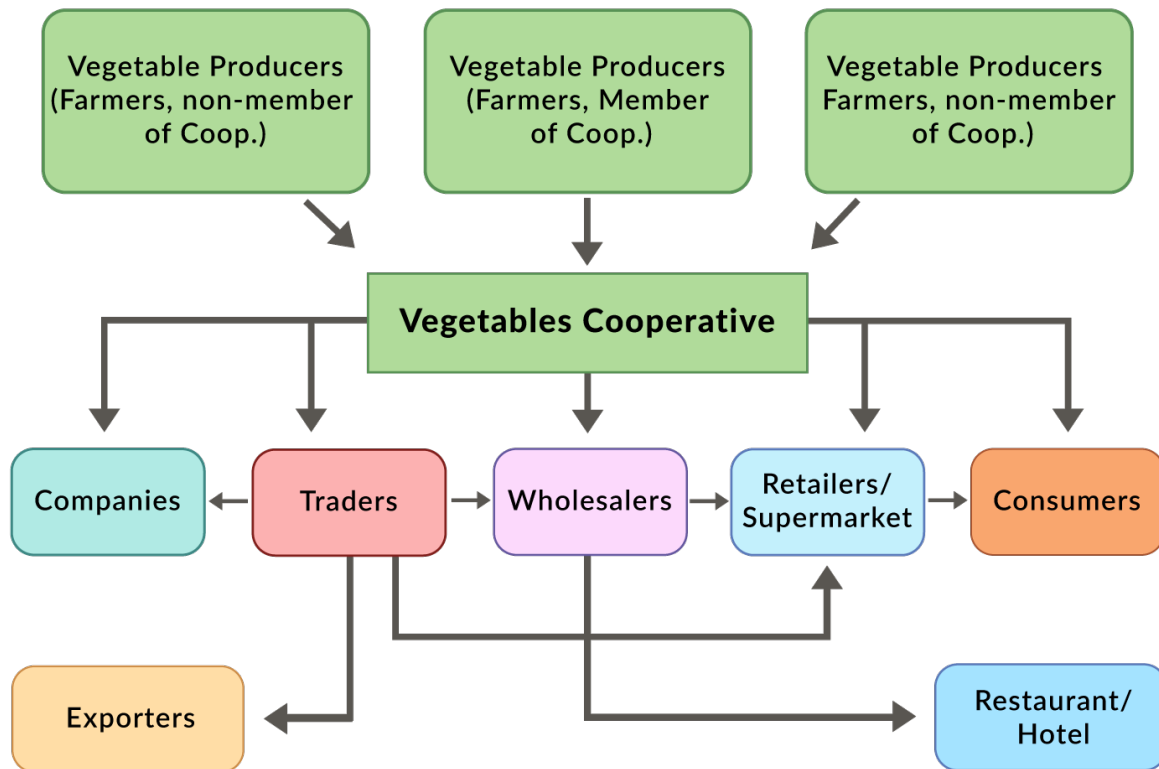 Vegetable Producers
(Farmers, non-member
of Coop.)
Vegetable Producers
(Farmers, Member
of Coop.)
Vegetable Producers
Farmers, non-member
of Coop.)
Vegetables Cooperative
Companies
Traders
Wholesalers
Retailers/
Supermarket
Consumers
Exporters
Restaurant/
Hotel